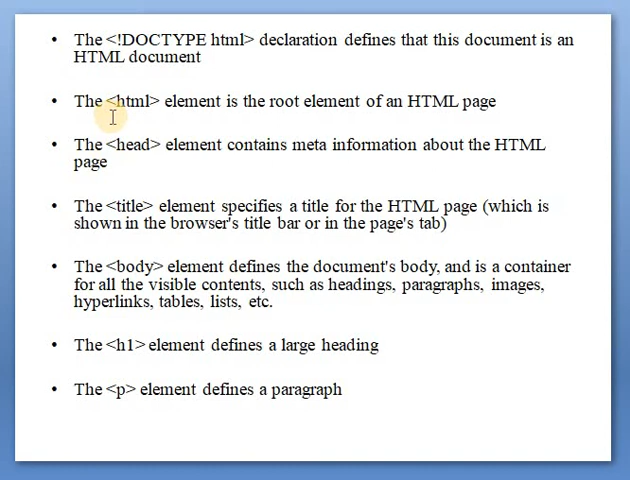 • The <!DOCTYPE html> declaration defines that this document is an
HTML document
• The <html> element is the root element of an HTML page
• The <head> element contains meta information about the HTML
page
• The <title> element specifies a title for the HTML page (which is
shown in the browser's title bar or in the page's tab)
• The <body> element defines the document's body, and is a container
for all the visible contents, such as headings, paragraphs, images,
hyperlinks, tables, lists, etc.
• The <h1> element defines a large heading
• The <p> element defines a paragraph